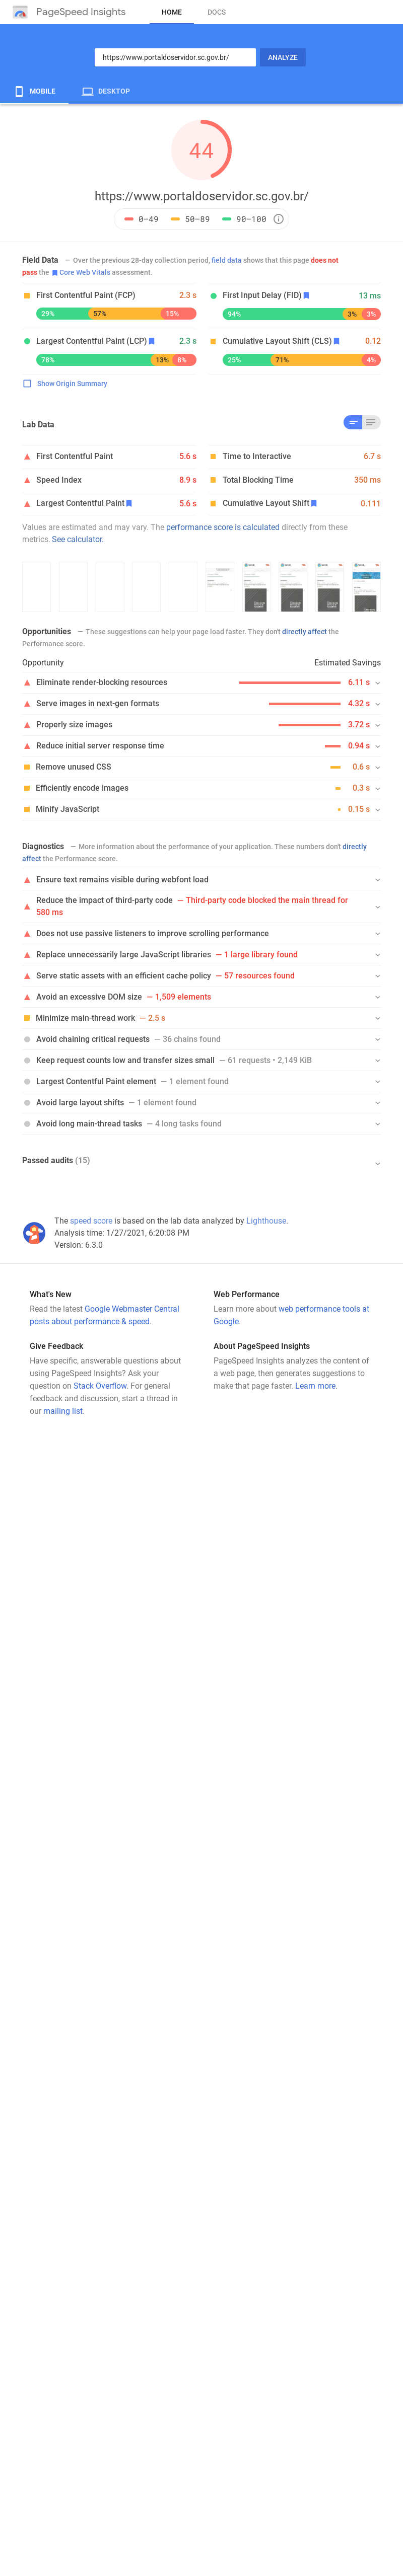 PageSpeed Insights HOME DOCS
https://www.portaldoservidor.sc.gov.br/ ANALYZE
MOBILE DESKTOP
44
https://www.portaldoservidor.sc.gov.br/
0–49 50–89 90–100
Field Data — Over the previous 28-day collection period, field data shows that this page does not
pass the Core Web Vitals assessment.
First Contentful Paint (FCP) 2.3 s
29% 57% 15%
First Input Delay (FID) 13 ms
94% 3% 3%
Largest Contentful Paint (LCP) 2.3 s
78% 13% 8%
Cumulative Layout Shift (CLS) 0.12
25% 71% 4%
Show Origin Summary
Lab Data
First Contentful Paint 5.6 s
Time to Interactive 6.7 s
Speed Index 8.9 s
Total Blocking Time 350 ms
Largest Contentful Paint 5.6 s
Cumulative Layout Shift 0.111
Values are estimated and may vary. The performance score is calculated directly from these
metrics. See calculator.
Opportunities — These suggestions can help your page load faster. They don't directly affect the
Performance score.
Opportunity Estimated Savings
Eliminate render-blocking resources 6.11 s
Serve images in next-gen formats 4.32 s
Properly size images 3.72 s
Reduce initial server response time 0.94 s
Remove unused CSS 0.6 s
Efficiently encode images 0.3 s
Minify JavaScript 0.15 s
Diagnostics — More information about the performance of your application. These numbers don't directly
affect the Performance score.
Ensure text remains visible during webfont load
Reduce the impact of third-party code — Third-party code blocked the main thread for
580 ms
Does not use passive listeners to improve scrolling performance
Replace unnecessarily large JavaScript libraries — 1 large library found
Serve static assets with an efficient cache policy — 57 resources found
Avoid an excessive DOM size — 1,509 elements
Minimize main-thread work — 2.5 s
Avoid chaining critical requests — 36 chains found
Keep request counts low and transfer sizes small — 61 requests • 2,149 KiB
Largest Contentful Paint element — 1 element found
Avoid large layout shifts — 1 element found
Avoid long main-thread tasks — 4 long tasks found
Passed audits (15)
The speed score is based on the lab data analyzed by Lighthouse.
Analysis time: 1/27/2021, 6:20:08 PM
Version: 6.3.0
What's New
Read the latest Google Webmaster Central
posts about performance & speed.
Web Performance
Learn more about web performance tools at
Google.
Give Feedback
Have specific, answerable questions about
using PageSpeed Insights? Ask your
question on Stack Overflow. For general
feedback and discussion, start a thread in
our mailing list.
About PageSpeed Insights
PageSpeed Insights analyzes the content of
a web page, then generates suggestions to
make that page faster. Learn more.